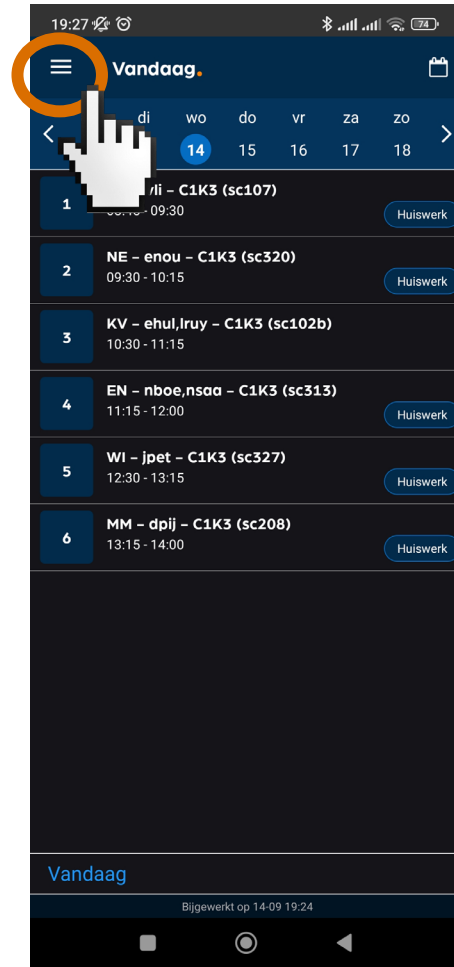 19:27 74
Vandaag.
di wo do vr za zo
14 15 16 17 18
1 – C1K3 (sc107)
- 09:30
Huiswerk
2 NE – enou – C1K3 (sc320)
09:30 - 10:15
Huiswerk
3 KV – ehul,lruy – C1K3 (sc102b)
10:30 - 11:15
4 EN – nboe,nsaa – C1K3 (sc313)
11:15 - 12:00
Huiswerk
5 WI – jpet – C1K3 (sc327)
12:30 - 13:15
Huiswerk
6 MM – dpij – C1K3 (sc208)
13:15 - 14:00
Huiswerk
Vandaag
Bijgewerkt op 14-09 19:24